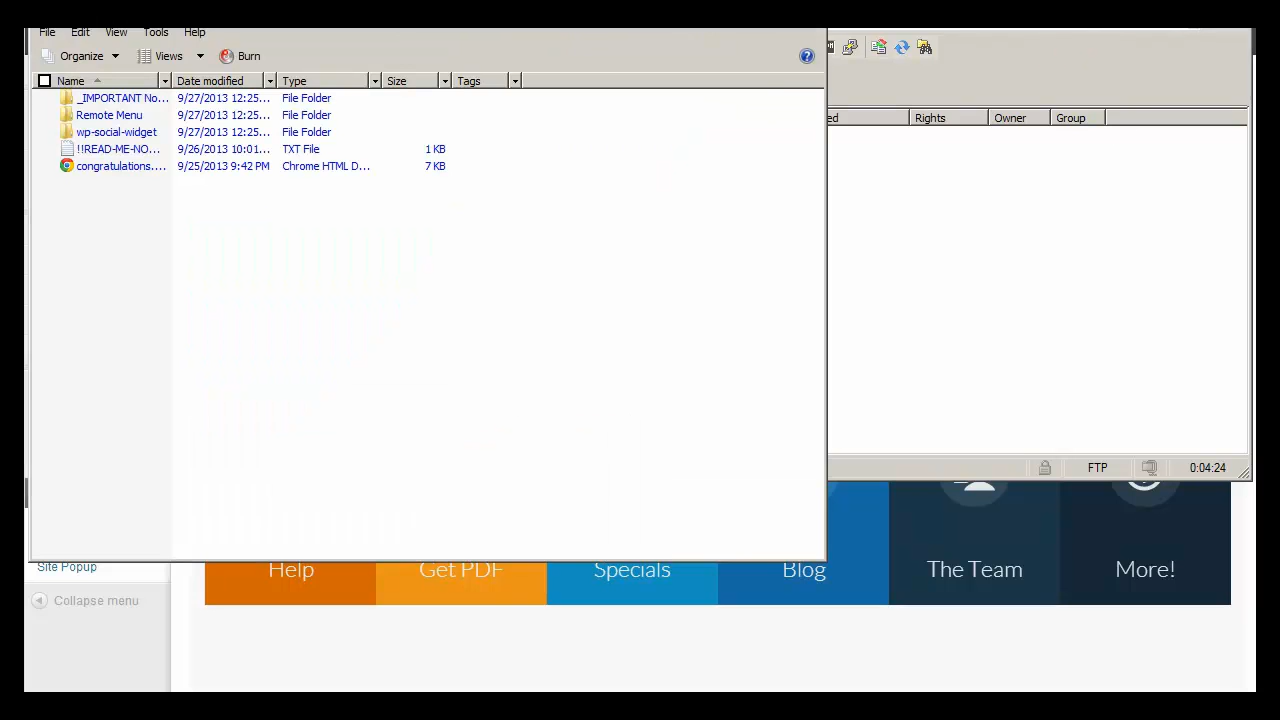 File Edit View Tools Help
Organize Views Burn
Name Date modified Type Size Tags
_IMPORTANT No... 9/27/2013 12:25... File Folder
Remote Menu 9/27/2013 12:25... File Folder
wp-social-widget 9/27/2013 12:25... File Folder
!!READ-ME-NO... 9/26/2013 10:01... TXT File 1 KB
congratulations.... 9/25/2013 9:42 PM Chrome HTML D... 7 KB
ed Rights Owner Group
FTP 0:04:24
Site Popup
Collapse menu
Help Get PDF Specials Blog The Team More!